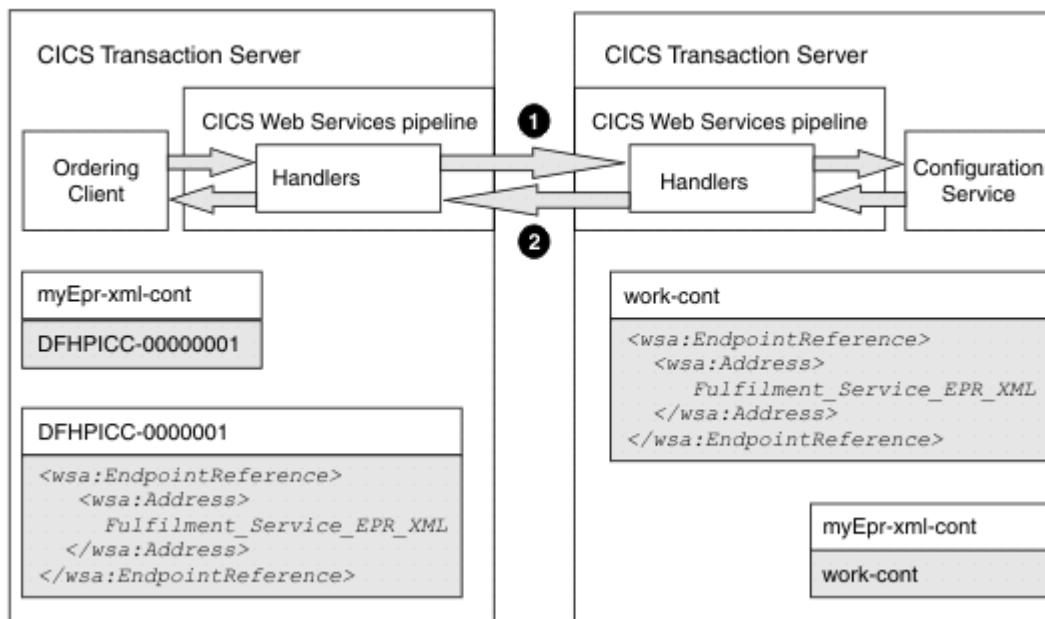 CICS Transaction Server
CICS Web Services pipeline
Ordering
Client
Handlers
myEpr-xml-cont
DFHPICC-00000001
DFHPICC-0000001
<wsa:EndpointReference>
<wsa:Address>
Fulfilment_Service_EPR_XML
</wsa:Address>
</wsa:EndpointReference>
1
2
CICS Transaction Server
CICS Web Services pipeline
Handlers
Configuration
Service
work-cont
<wsa:EndpointReference>
<wsa:Address>
Fulfilment_Service_EPR_XML
</wsa:Address>
</wsa:EndpointReference>
myEpr-xml-cont
work-cont